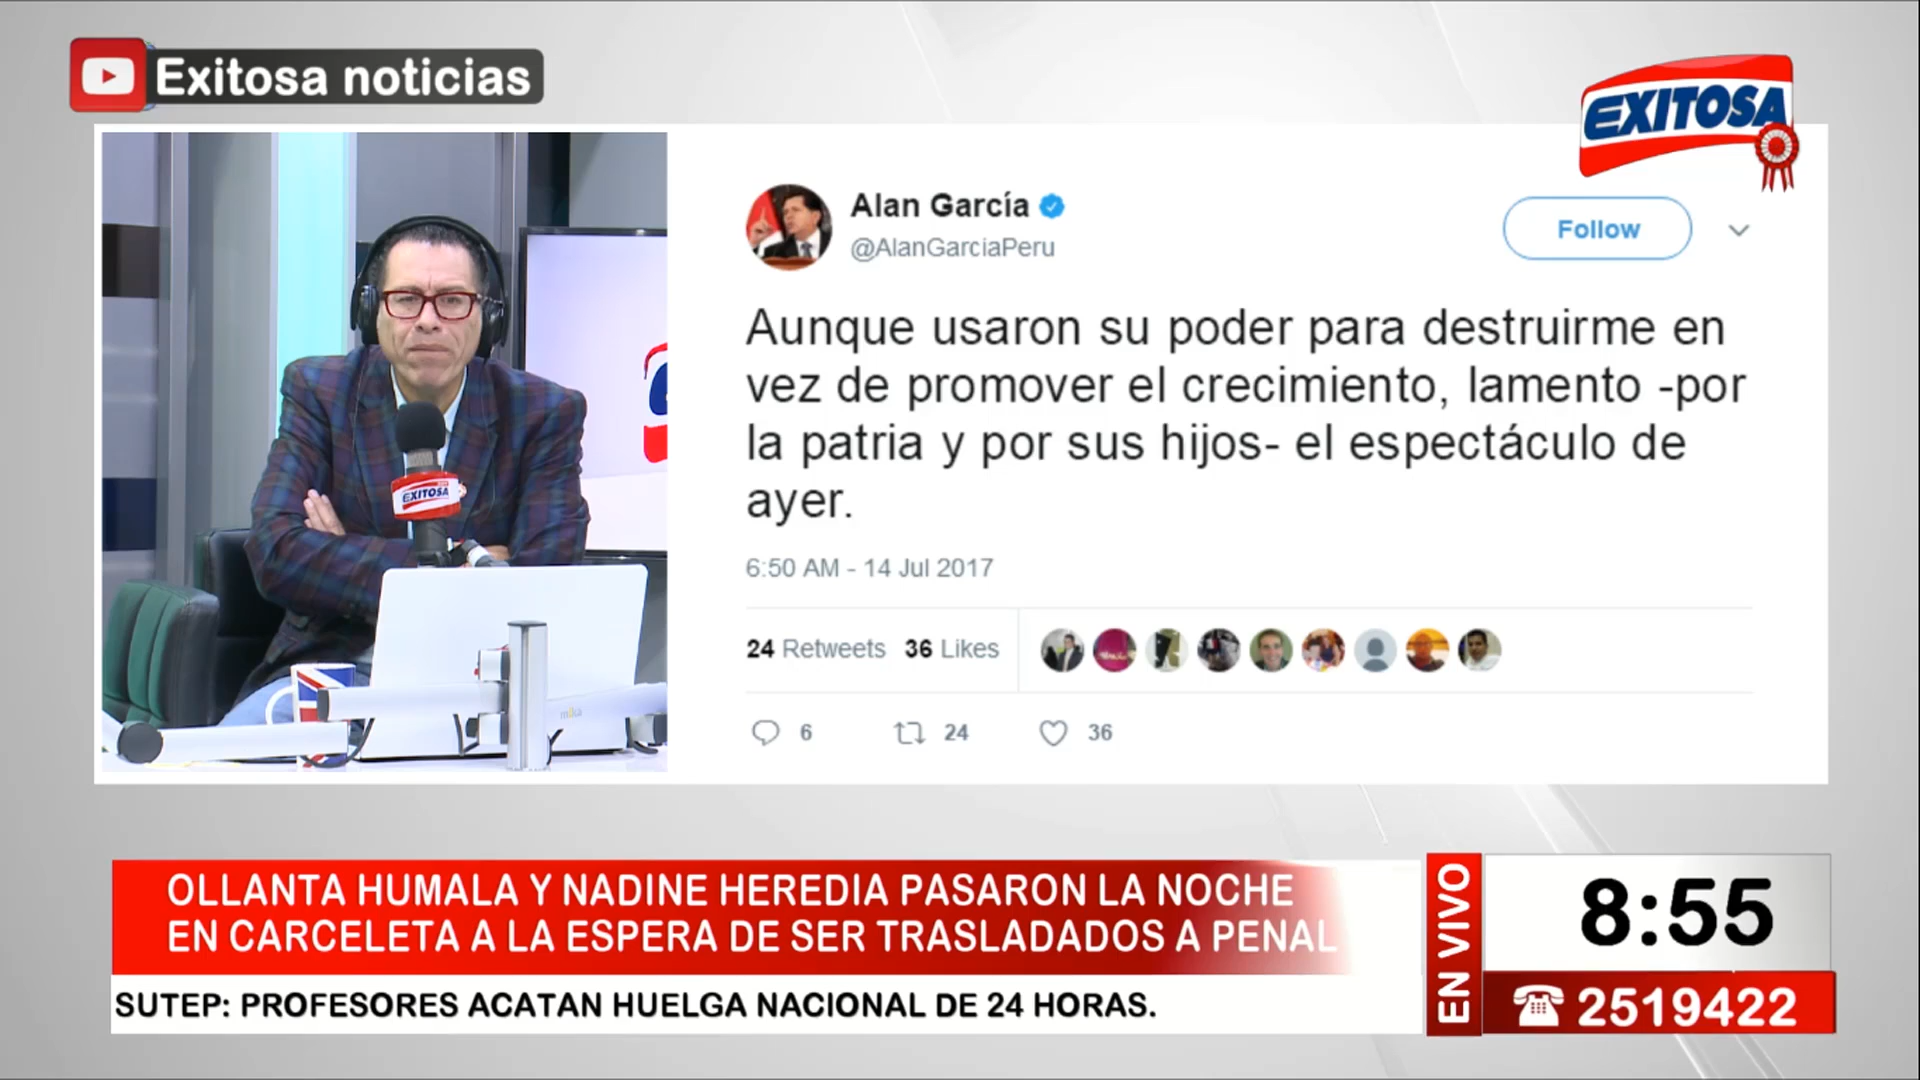 Exitosa noticias
EXITOSA
Alan García
@AlanGarciaPeru
Follow
Aunque usaron su poder para destruirme en
vez de promover el crecimiento, lamento -por
la patria y por sus hijos- el espectáculo de
ayer.
6:50 AM - 14 Jul 2017
24 Retweets 36 Likes
6 24 36
EXITOSA
mika
OLLANTA HUMALA Y NADINE HEREDIA PASARON LA NOCHE
EN CARCELETA A LA ESPERA DE SER TRASLADADOS A PENAL
SUTEP: PROFESORES ACATAN HUELGA NACIONAL DE 24 HORAS.
EN VIVO
8:55
2519422